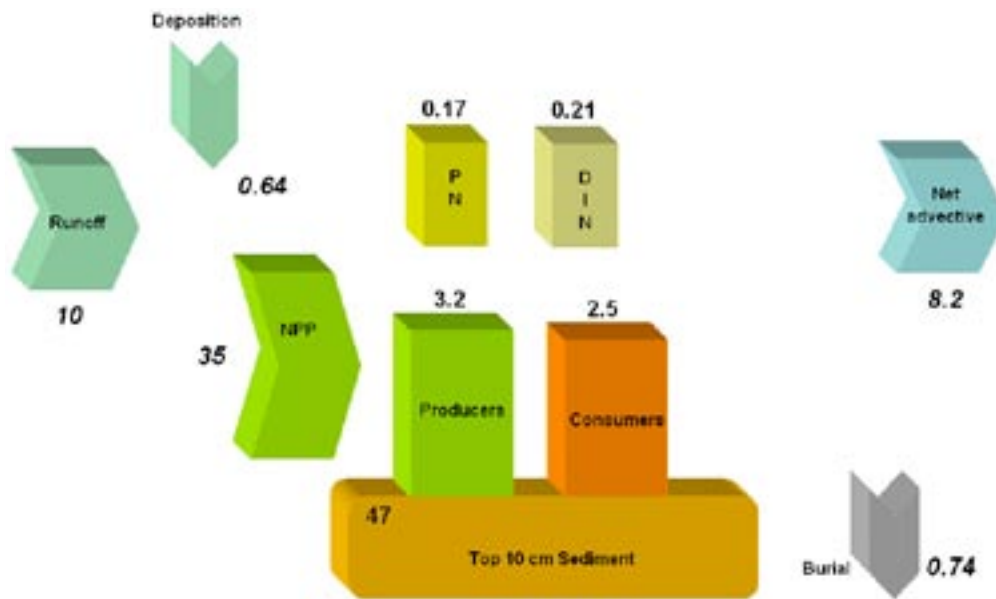 Deposition
0.17
0.21
P
N
D
I
N
0.64
Runoff
Net
advective
10
8.2
3.2
2.5
NPP
35
Producers
Consumers
47
Top 10 cm Sediment
Burial
0.74